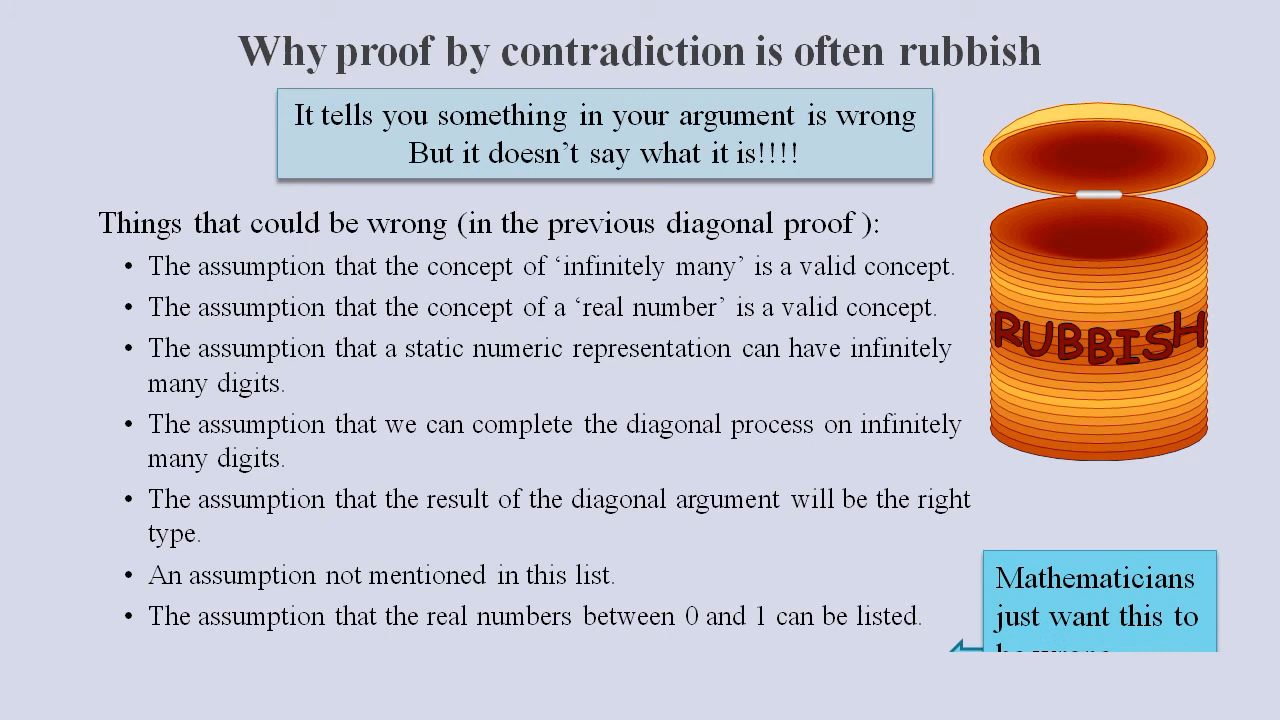 Why proof by contradiction is often rubbish
It tells you something in your argument is wrong
But it doesn’t say what it is!!!!
Things that could be wrong (in the previous diagonal proof ):
• The assumption that the concept of ‘infinitely many’ is a valid concept.
• The assumption that the concept of a ‘real number’ is a valid concept.
• The assumption that a static numeric representation can have infinitely
many digits.
• The assumption that we can complete the diagonal process on infinitely
many digits.
• The assumption that the result of the diagonal argument will be the right
type.
• An assumption not mentioned in this list.
• The assumption that the real numbers between 0 and 1 can be listed.
RUBBISH
Mathematicians
just want this to